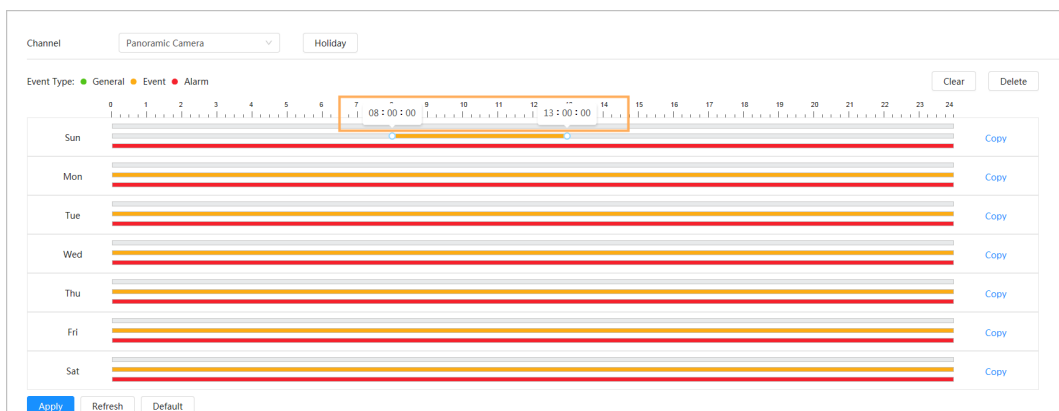 Channel Panoramic Camera Holiday
Event Type: General Event Alarm Clear Delete
0 1 2 3 4 5 6 7 9 10 11 12 14 15 16 17 18 19 20 21 22 23 24
08 : 00 : 00 13 : 00 : 00
Sun Copy
Mon Copy
Tue Copy
Wed Copy
Thu Copy
Fri Copy
Sat Copy
Apply Refresh Default